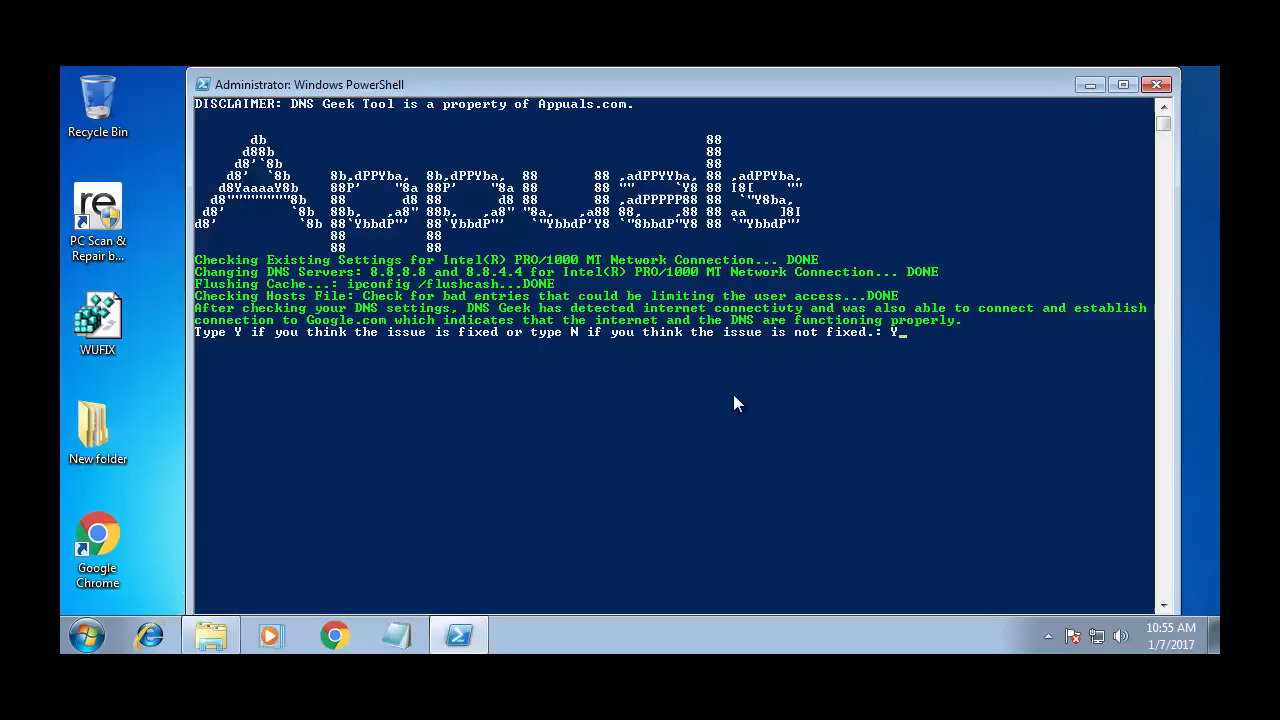 Administrator: Windows PowerShell
DISCLAIMER: DNS Geek Tool is a property of Appuals.com.
Appuals
Checking Existing Settings for Intel(R) PRO/1000 MT Network Connection... DONE
Changing DNS Servers: 8.8.8.8 and 8.8.4.4 for Intel(R) PRO/1000 MT Network Connection... DONE
Flushing Cache...: ipconfig /flushcash...DONE
Checking Hosts File: Check for bad entries that could be limiting the user access...DONE
After checking your DNS settings, DNS Geek has detected internet connectivty and was also able to connect and establish
connection to Google.com which indicates that the internet and the DNS are functioning properly.
Type Y if you think the issue is fixed or type N if you think the issue is not fixed.: Y_
Recycle Bin
re
PC Scan &
Repair b...
WUFIX
New folder
Google
Chrome
10:55 AM
1/7/2017